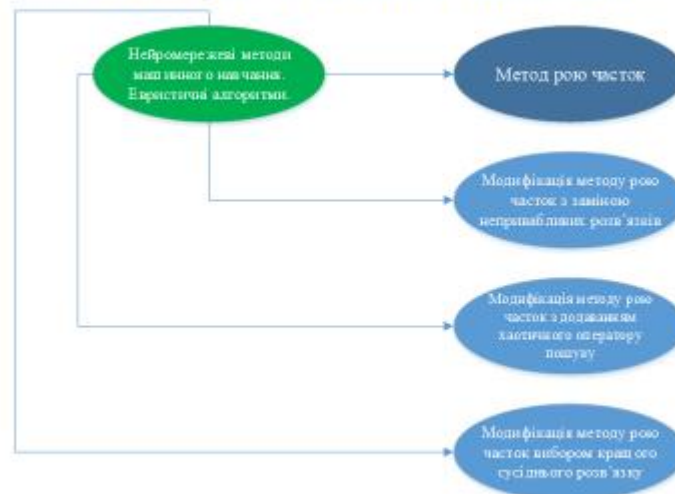 Нейромережеві методи
машинного навчання.
Евристичні алгоритми.
Метод рою часток
Модифікація методу рою
часток з заміною
непривабливих розв'язнів
Модифікація методу рою
часток з додаванням
хаотичного оператору
пошуку
Модифікація методу рою
часток вибором кращого
сусіднього розв'язку